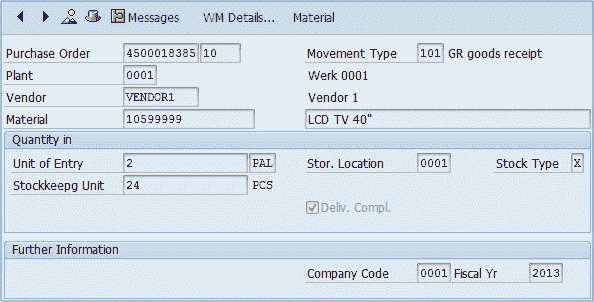 Messages WM Details... Material
Purchase Order 4500018385 10 Movement Type 101 GR goods receipt
Plant 0001 Werk 0001
Vendor VENDOR1 Vendor 1
Material 10599999 LCD TV 40"
Quantity in
Unit of Entry 2 PAL Stor. Location 0001 Stock Type X
Stockkeepg Unit 24 PCS
Deliv. Compl.
Further Information
Company Code 0001 Fiscal Yr 2013